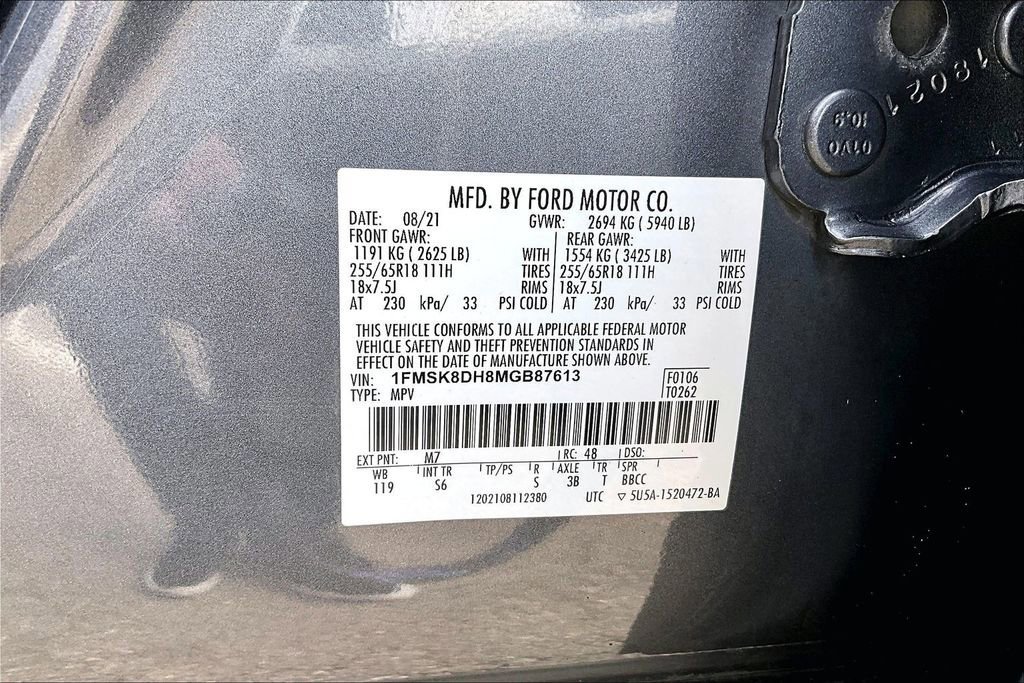 MFD. BY FORD MOTOR CO.
DATE: 08/21 GVWR: 2694 KG ( 5940 LB)
FRONT GAWR: REAR GAWR:
1191 KG ( 2625 LB) WITH 1554 KG ( 3425 LB) WITH
255/65R18 111H TIRES 255/65R18 111H TIRES
18x7.5J RIMS 18x7.5J RIMS
AT 230 kPa/ 33 PSI COLD AT 230 kPa/ 33 PSI COLD
THIS VEHICLE CONFORMS TO ALL APPLICABLE FEDERAL MOTOR
VEHICLE SAFETY AND THEFT PREVENTION STANDARDS IN
EFFECT ON THE DATE OF MANUFACTURE SHOWN ABOVE.
VIN: 1FMSK8DH8MGB87613 F0106
TYPE: MPV T0262
EXT PNT: M7 RC: 48 DSO:
WB INT TR TP/PS R AXLE TR SPR
119 S6 S 3B T BBCC
1202108112380 UTC ▽ 5U5A-1520472-BA
18021
10.9
01V0